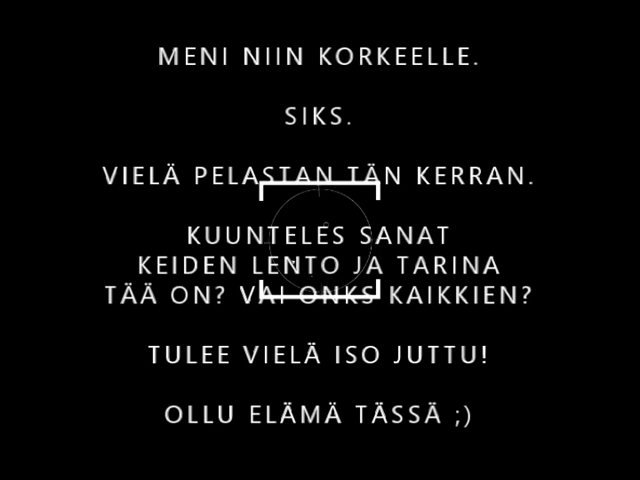 MENI NIIN KORKEELLE.
SIKS.
VIELÄ PELASTAN TÄN KERRAN.
KUUNTELES SANAT
KEIDEN LENTO JA TARINA
TÄÄ ON? VAI ONKS KAIKKIEN?
TULEE VIELÄ ISO JUTTU!
OLLU ELÄMÄ TÄSSÄ ;)